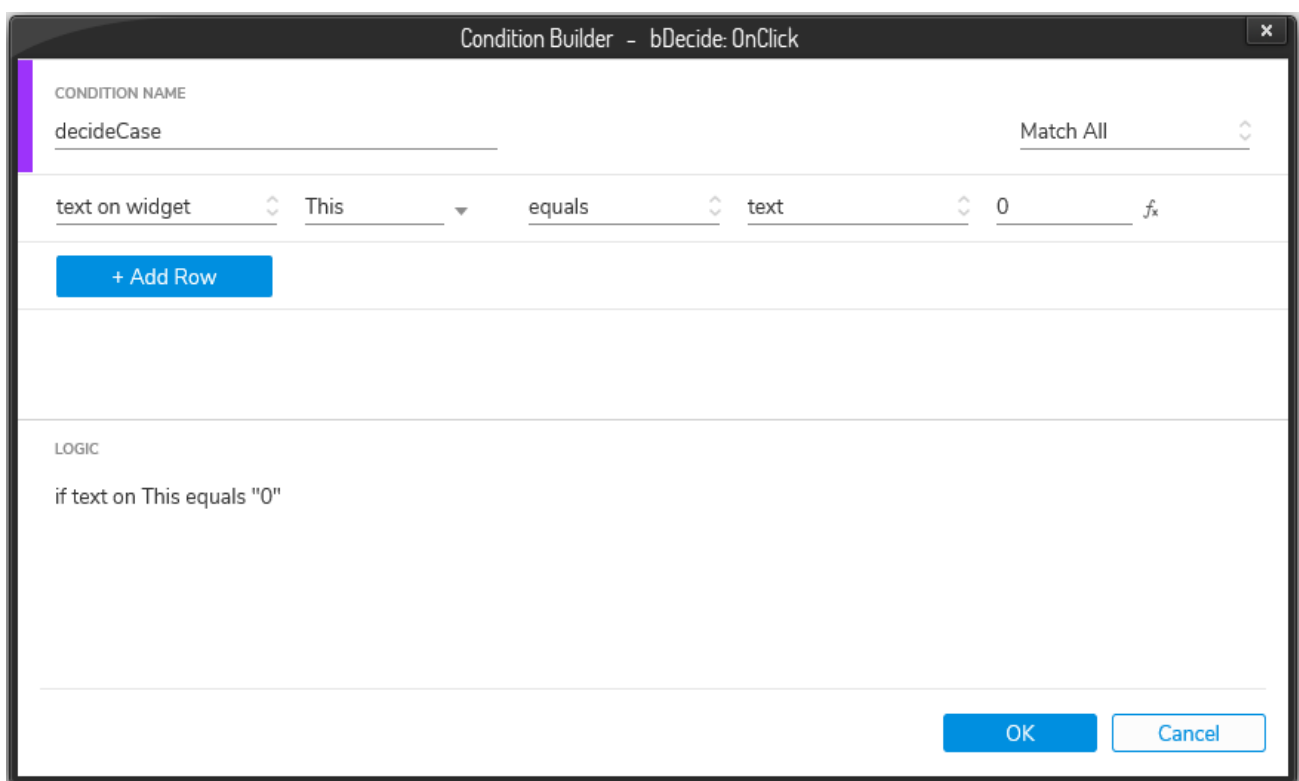 Condition Builder - bDecide: OnClick
x
CONDITION NAME
decideCase
Match All
text on widget This equals text 0 fx
+ Add Row
LOGIC
if text on This equals "0"
OK Cancel